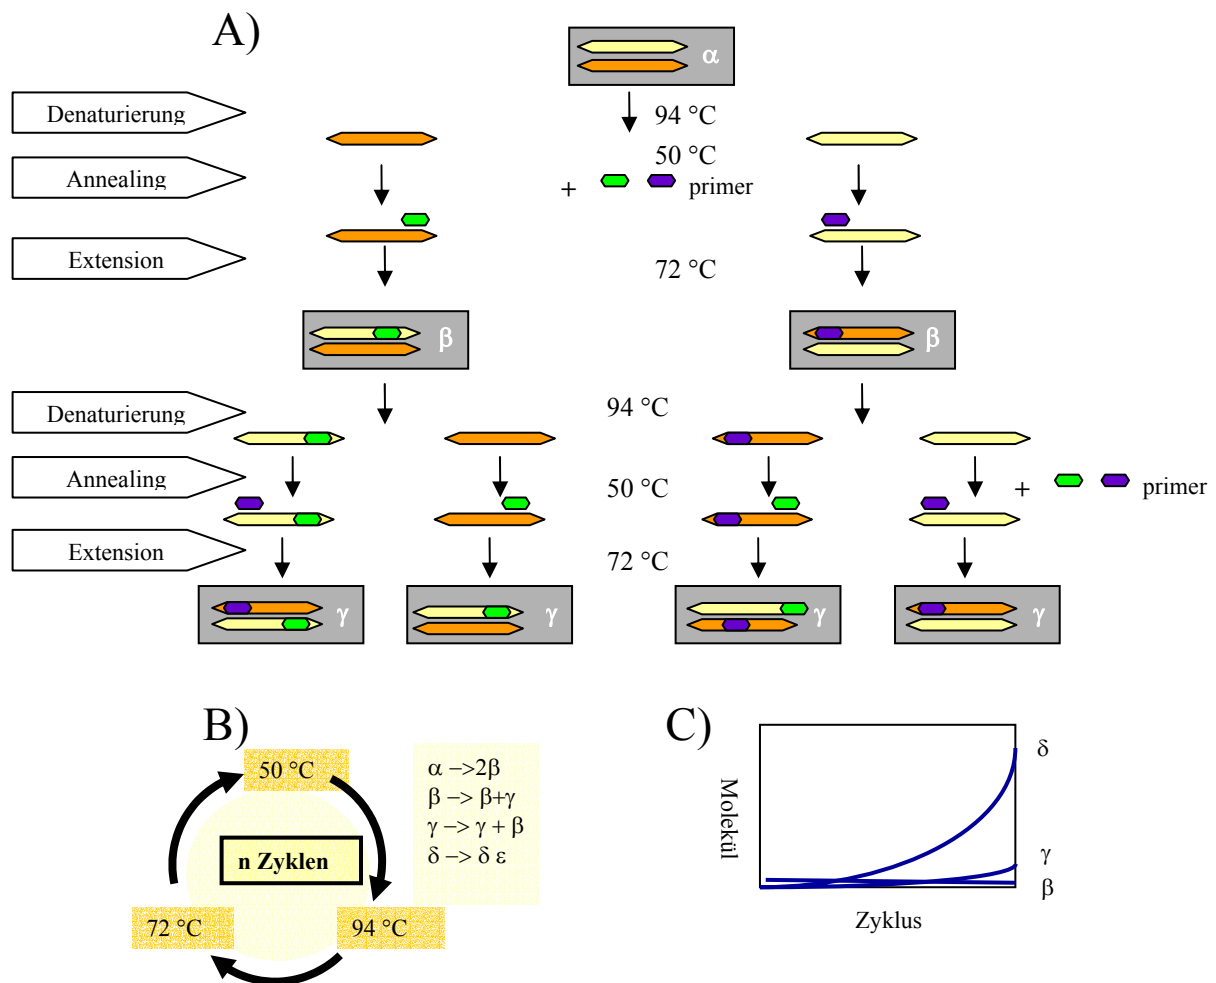 A)
α
Denaturierung
94 °C
50 °C
Annealing
+ primer
Extension
72 °C
β
β
Denaturierung
94 °C
Annealing
50 °C
+ primer
Extension
72 °C
γ
γ
γ
γ
B)
50 °C
n Zyklen
72 °C
94 °C
α –>2β
β –> β+γ
γ –> γ + β
δ –> δ ε
C)
Molekül
δ
γ
β
Zyklus